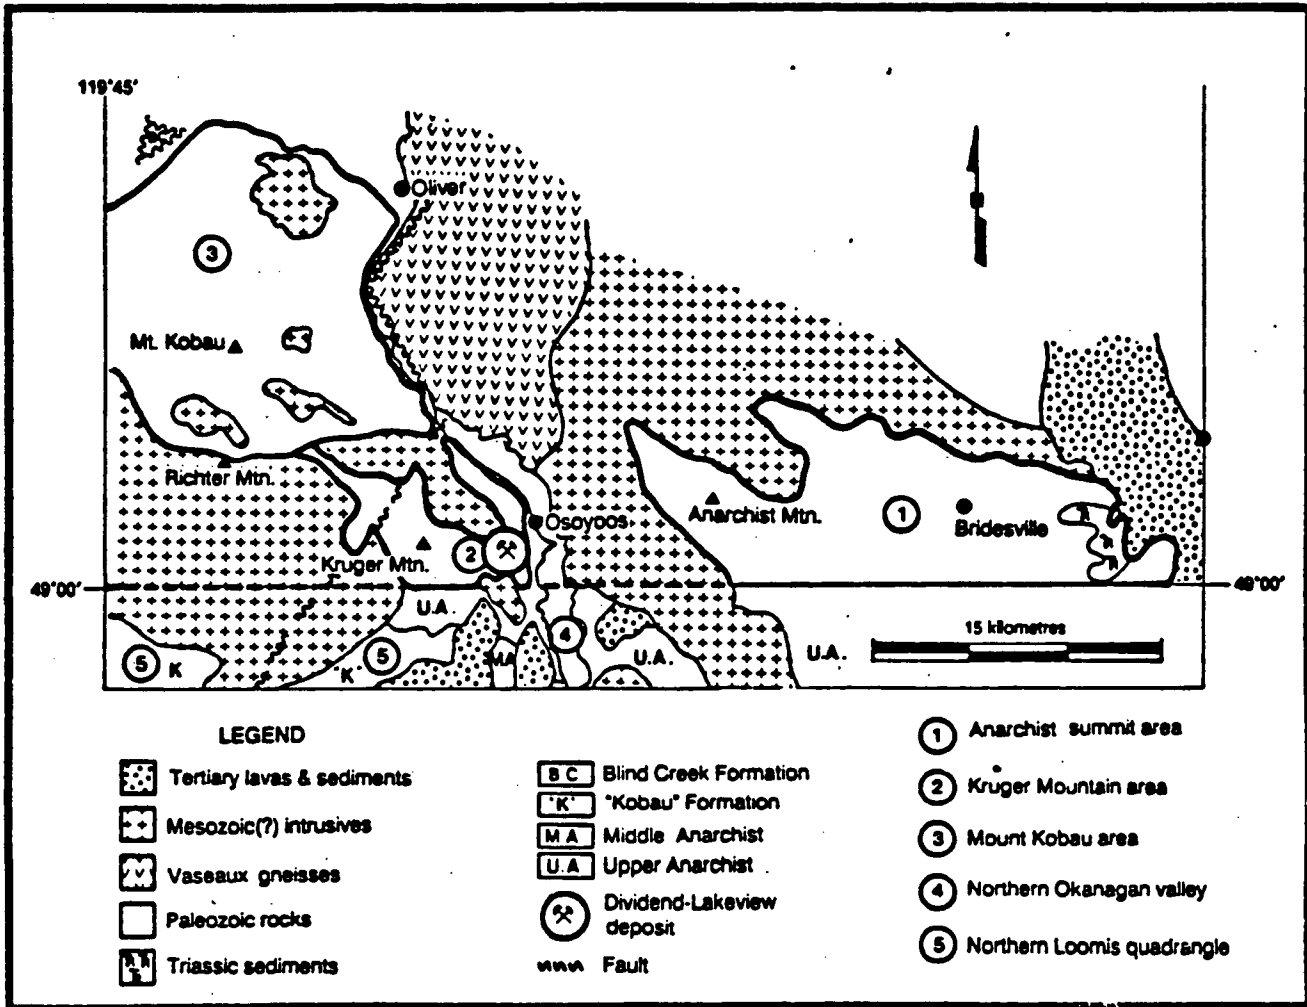 119°45'
Oliver
3
Mt. Kobau
Richter Mtn.
Osoyoos
Anarchist Mtn.
1
Bridesville
2
Kruger Mtn.
49°00'
49°00'
U.A.
4
15 kilometres
5
K
'K'
5
MA
U.A.
U.A.
LEGEND
Tertiary lavas & sediments
Mesozoic(?) intrusives
Vaseaux gneisses
Paleozoic rocks
Triassic sediments
B C Blind Creek Formation
'K' "Kobau" Formation
M A Middle Anarchist
U.A Upper Anarchist
Dividend-Lakeview
deposit
Fault
1 Anarchist summit area
2 Kruger Mountain area
3 Mount Kobau area
4 Northern Okanagan valley
5 Northern Loomis quadrangle